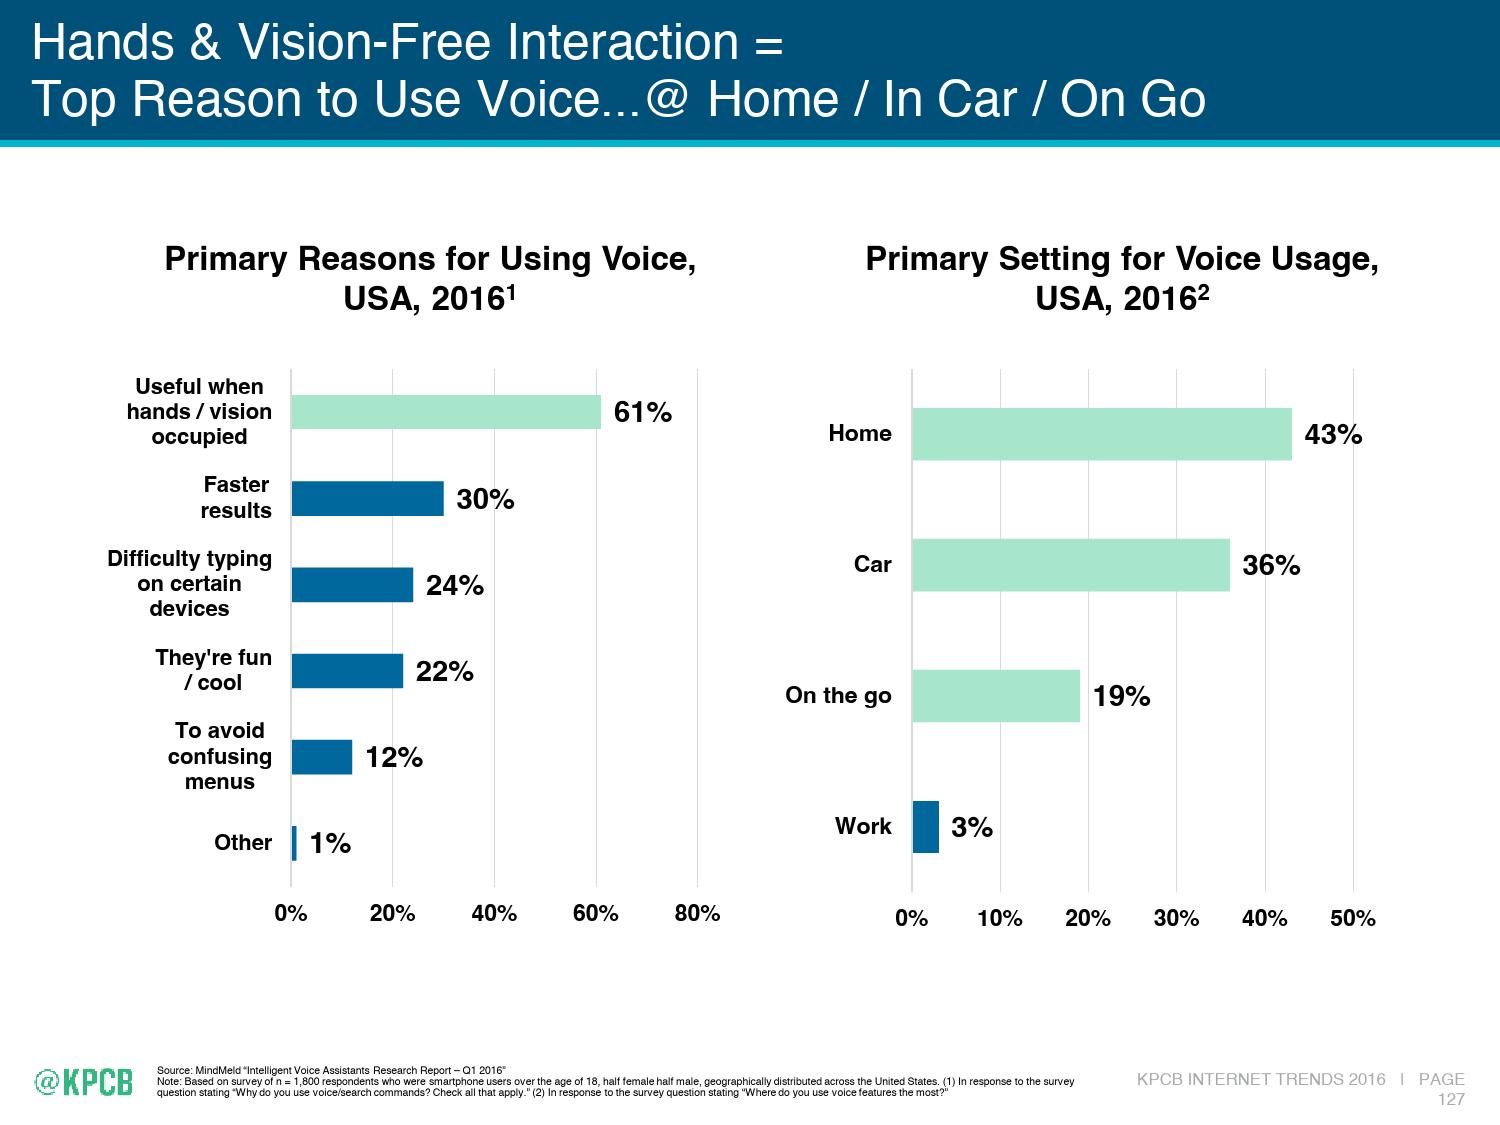 Hands & Vision-Free Interaction =
Top Reason to Use Voice...@ Home / In Car / On Go
Primary Reasons for Using Voice,
USA, 2016¹
Useful when
hands / vision
occupied
61%
Faster
results
30%
Difficulty typing
on certain
devices
24%
They're fun
/ cool
22%
To avoid
confusing
menus
12%
Other
1%
0% 20% 40% 60% 80%
Primary Setting for Voice Usage,
USA, 2016²
Home
43%
Car
36%
On the go
19%
Work
3%
0% 10% 20% 30% 40% 50%
@KPCB
Source: MindMeld “Intelligent Voice Assistants Research Report – Q1 2016”
Note: Based on survey of n = 1,800 respondents who were smartphone users over the age of 18, half female half male, geographically distributed across the United States. (1) In response to the survey
question stating “Why do you use voice/search commands? Check all that apply.” (2) In response to the survey question stating “Where do you use voice features the most?”
KPCB INTERNET TRENDS 2016 | PAGE
127